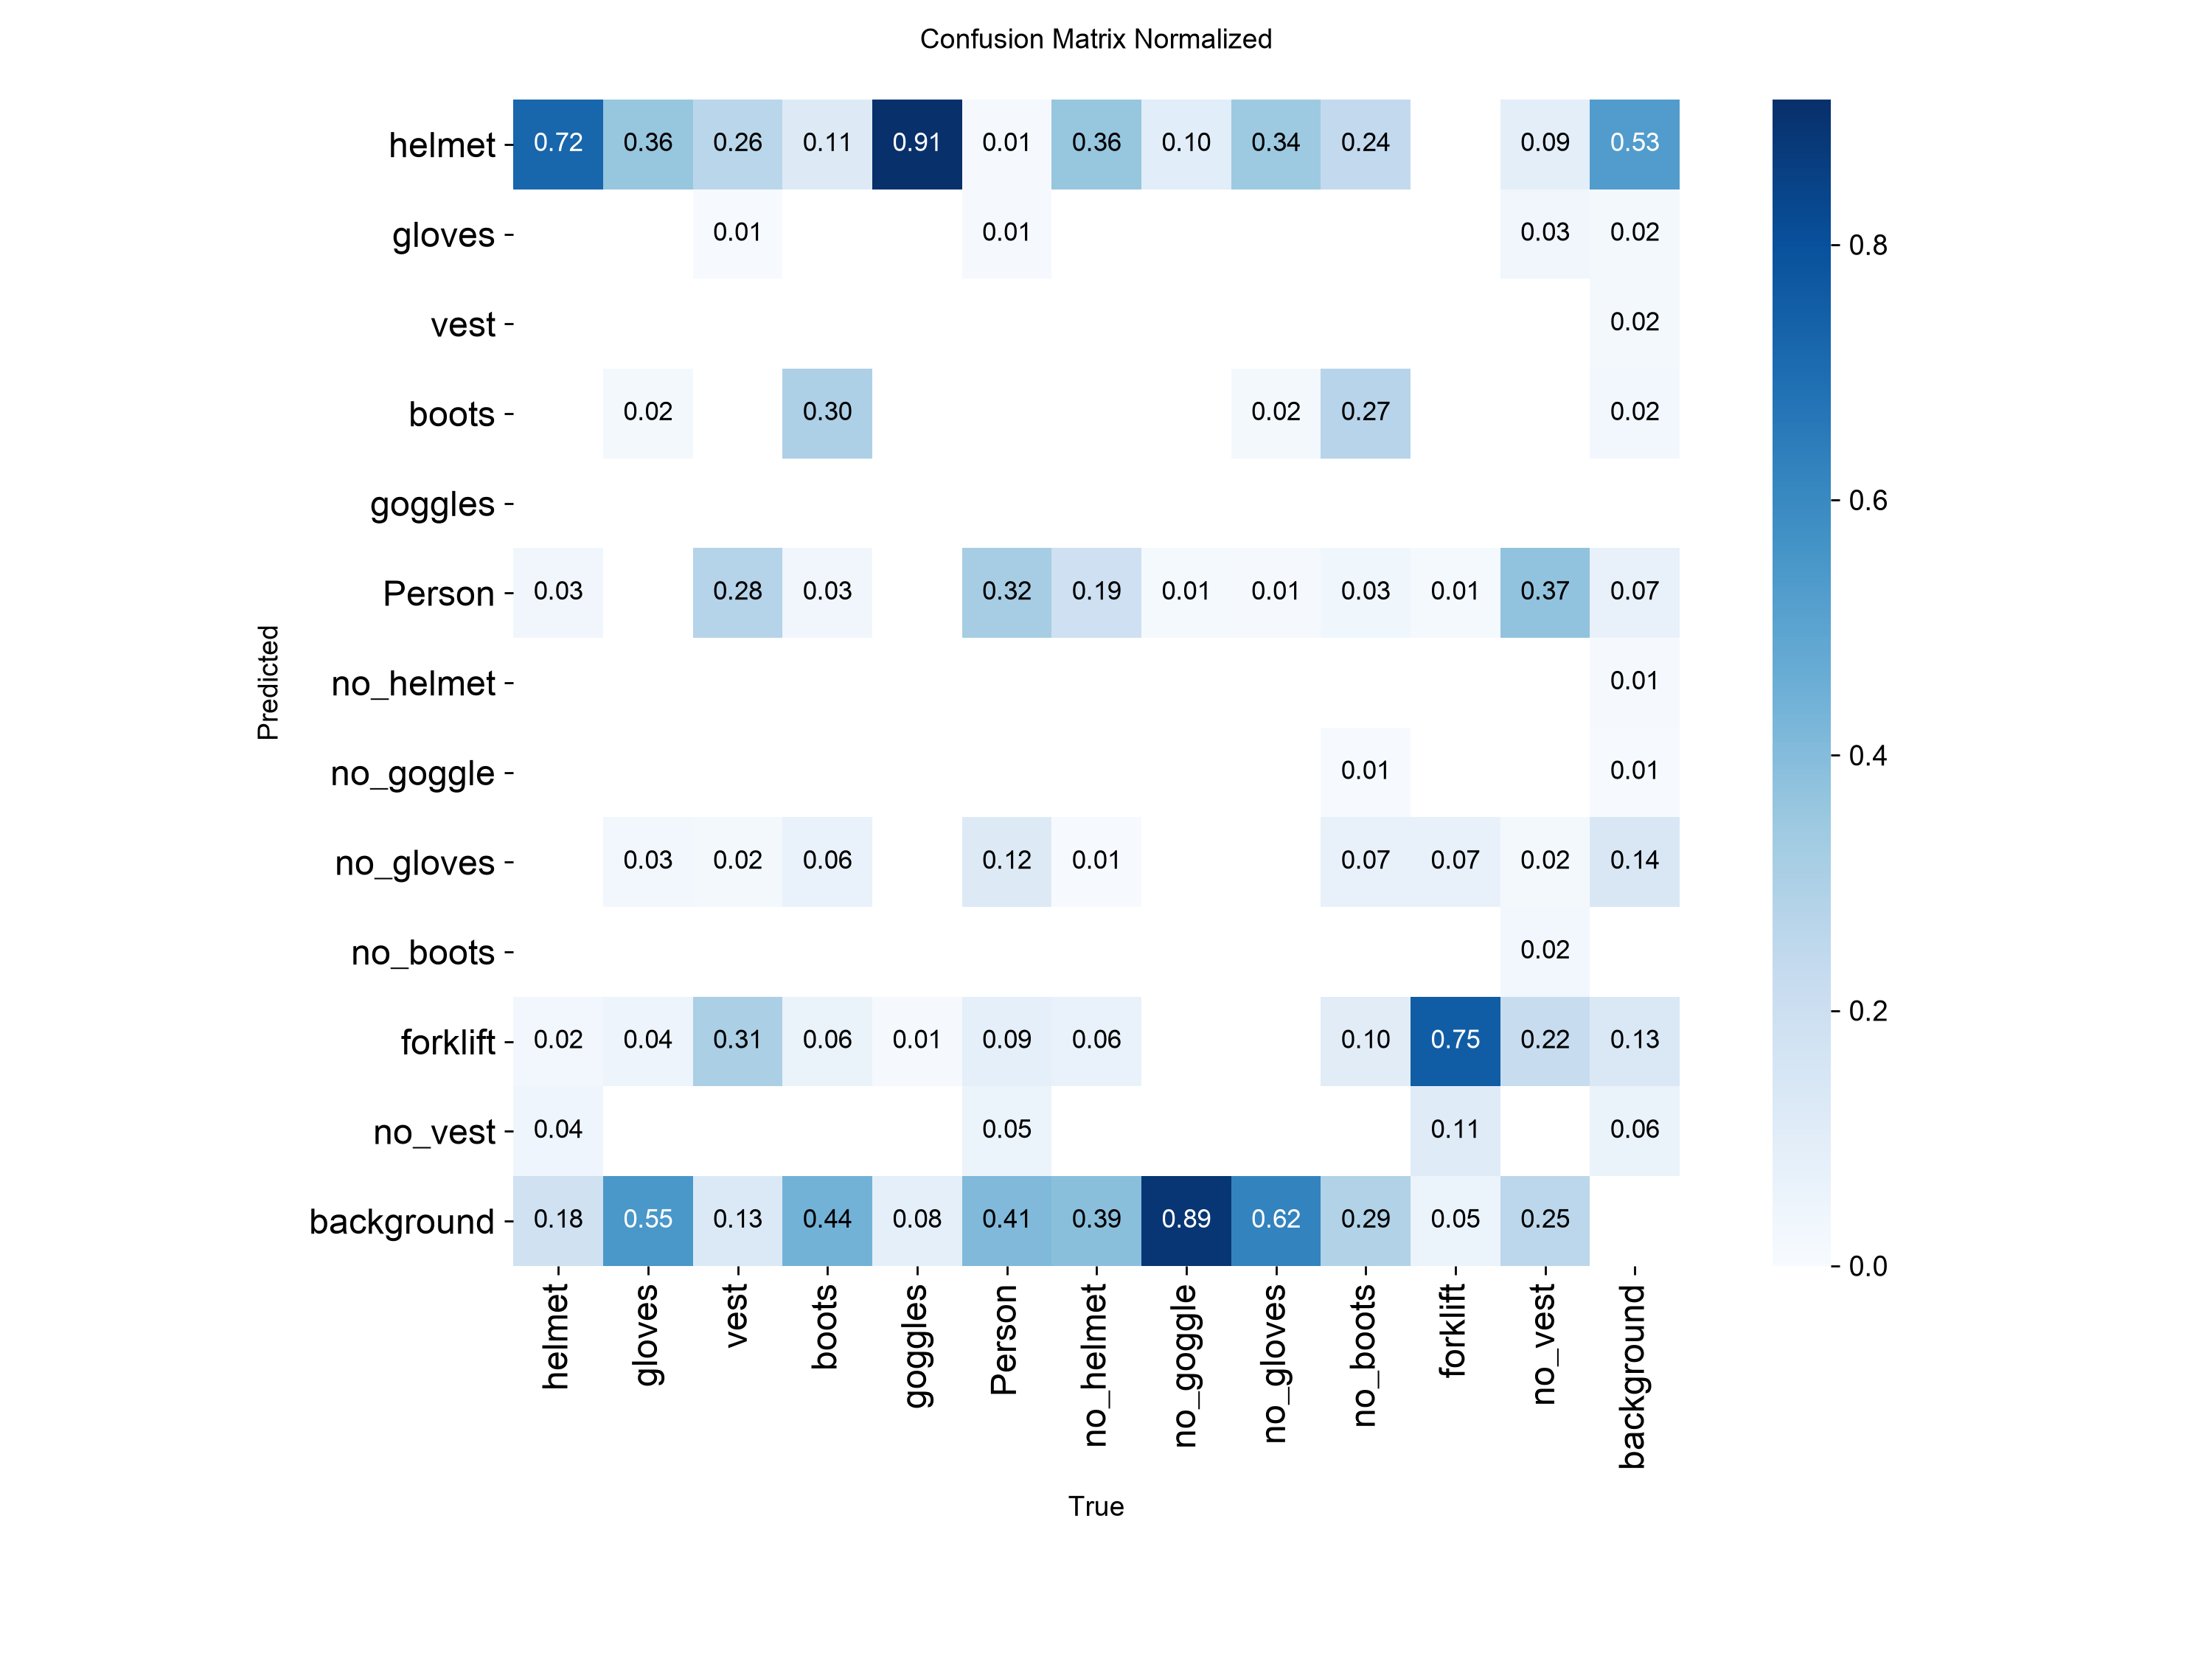 Confusion Matrix Normalized
helmet 0.72 0.36 0.26 0.11 0.91 0.01 0.36 0.10 0.34 0.24 0.09 0.53
gloves 0.01 0.01 0.03 0.02
0.8
vest 0.02
boots 0.02 0.30 0.02 0.27 0.02
goggles
0.6
Person 0.03 0.28 0.03 0.32 0.19 0.01 0.01 0.03 0.01 0.37 0.07
Predicted
no_helmet 0.01
no_goggle 0.01 0.01
0.4
no_gloves 0.03 0.02 0.06 0.12 0.01 0.07 0.07 0.02 0.14
no_boots 0.02
forklift 0.02 0.04 0.31 0.06 0.01 0.09 0.06 0.10 0.75 0.22 0.13
0.2
no_vest 0.04 0.05 0.11 0.06
background 0.18 0.55 0.13 0.44 0.08 0.41 0.39 0.89 0.62 0.29 0.05 0.25
0.0
helmet gloves vest boots goggles Person no_helmet no_goggle no_gloves no_boots forklift no_vest background
True